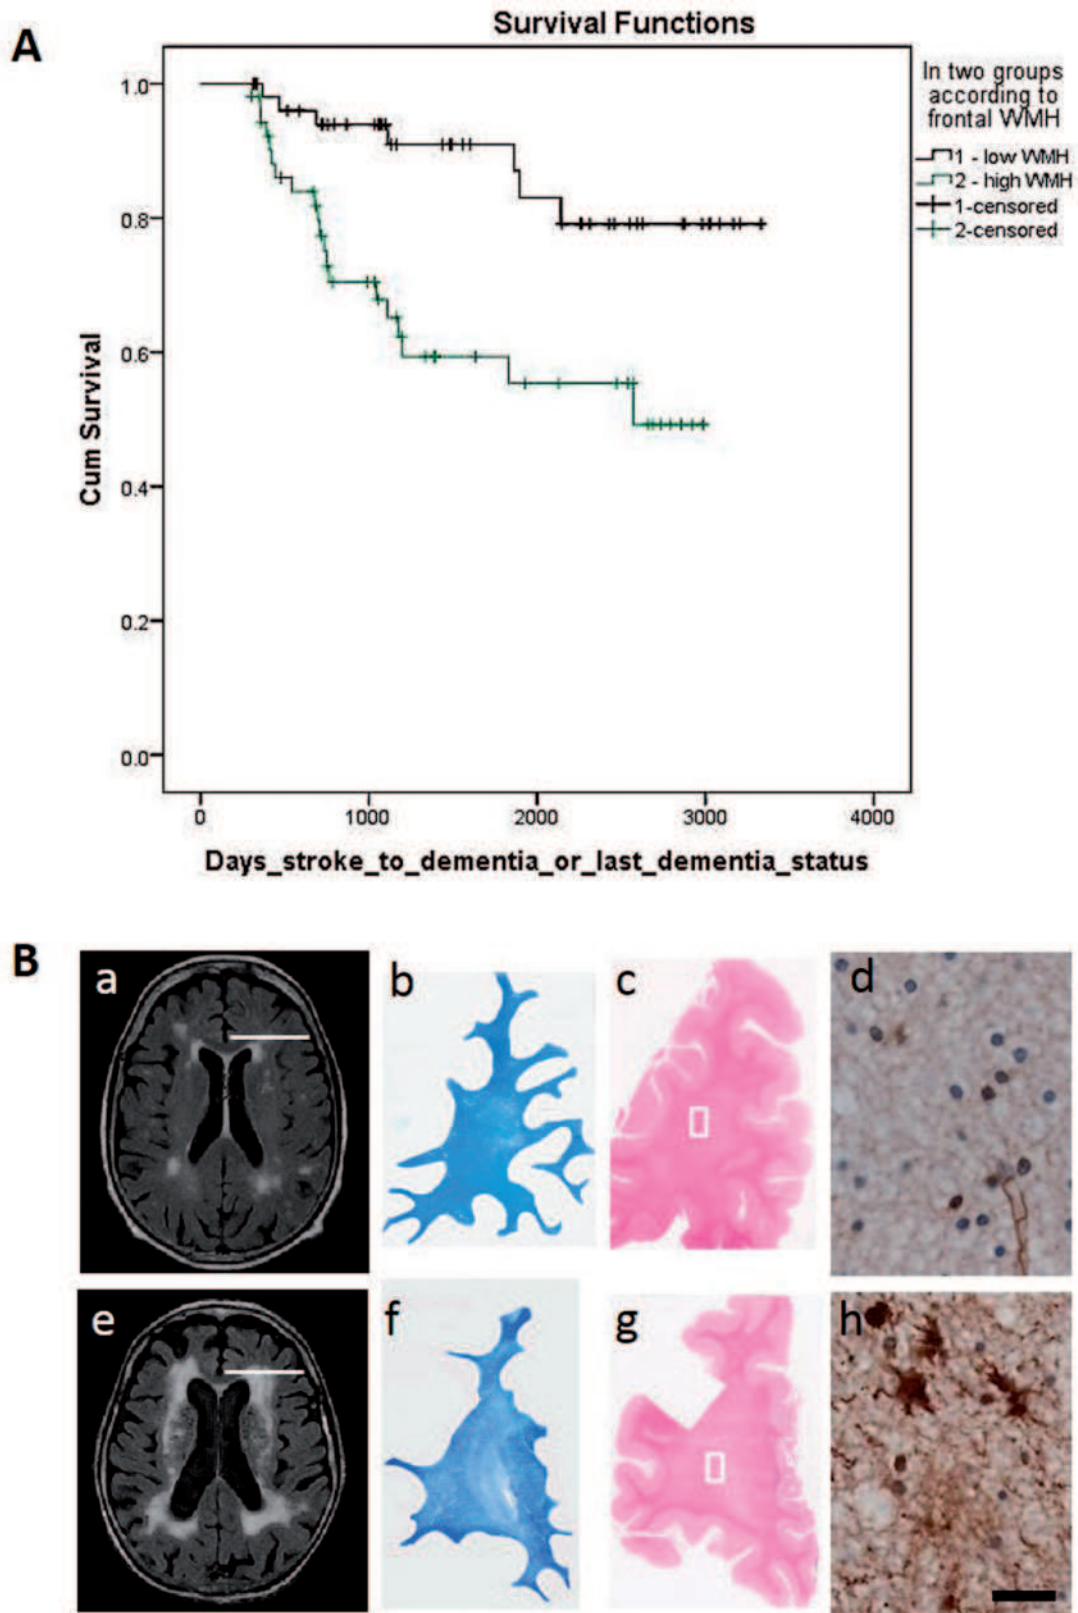 A
Survival Functions
In two groups
according to
frontal WMH
1 - low WMH
2 - high WMH
1-censored
2-censored
Cum Survival
1.0
0.8
0.6
0.4
0.2
0.0
0 1000 2000 3000 4000
Days_stroke_to_dementia_or_last_dementia_status
B
a b c d
e f g h